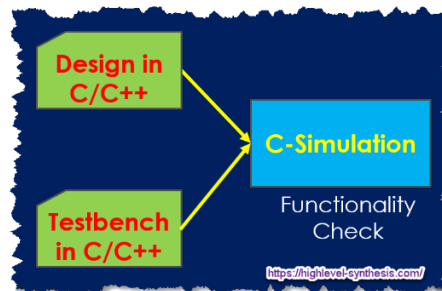 Design in
C/C++
C-Simulation
Functionality
Check
Testbench
in C/C++
https://highlevel-synthesis.com/